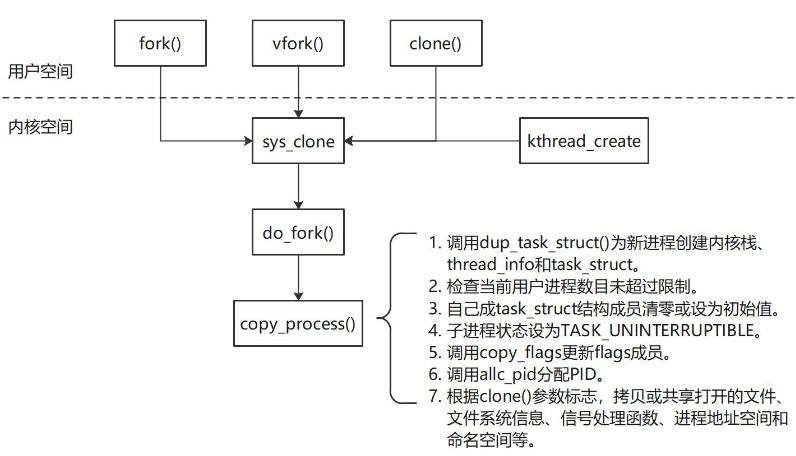 fork()
vfork()
clone()
用户空间
内核空间
sys_clone
kthread_create
do_fork()
copy_process()
1. 调用dup_task_struct()为新进程创建内核栈、
thread_info和task_struct。
2. 检查当前用户进程数目未超过限制。
3. 自己成task_struct结构成员清零或设为初始值。
4. 子进程状态设为TASK_UNINTERRUPTIBLE。
5. 调用copy_flags更新flags成员。
6. 调用allc_pid分配PID。
7. 根据clone()参数标志，拷贝或共享打开的文件、
文件系统信息、信号处理函数、进程地址空间和
命名空间等。